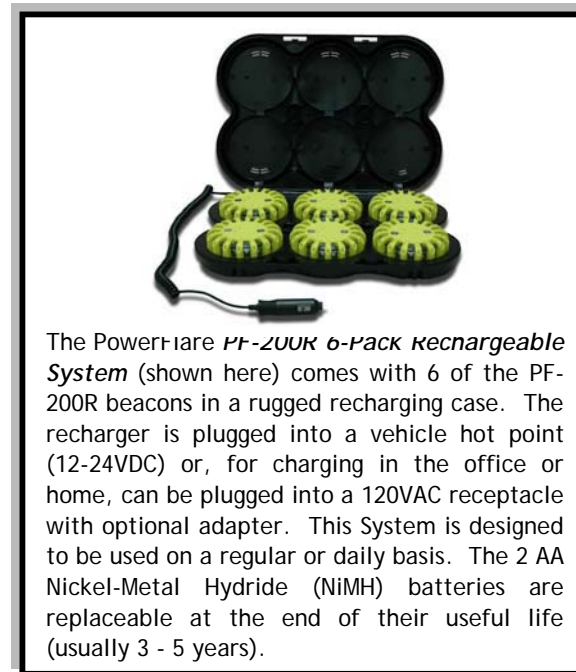 The PowerFlare PF-200R 6-Pack Rechargeable
System (shown here) comes with 6 of the PF-
200R beacons in a rugged recharging case. The
recharger is plugged into a vehicle hot point
(12-24VDC) or, for charging in the office or
home, can be plugged into a 120VAC receptacle
with optional adapter. This System is designed
to be used on a regular or daily basis. The 2 AA
Nickel-Metal Hydride (NiMH) batteries are
replaceable at the end of their useful life
(usually 3 - 5 years).